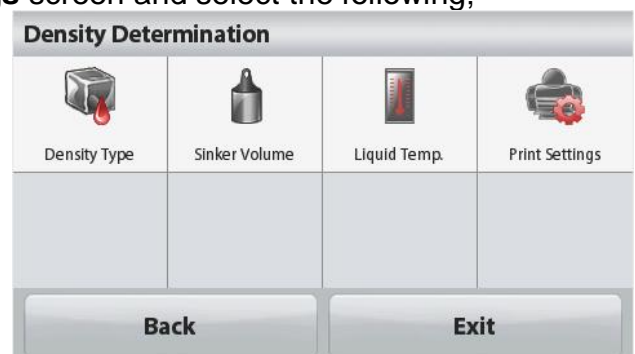 screen and select the following;
Density Determination
Density Type Sinker Volume Liquid Temp. Print Settings
Back Exit